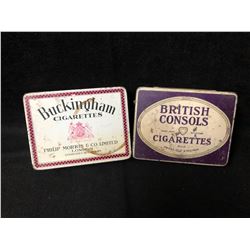 Buckingham
CIGARETTES
PHILIP MORRIS & CO. LIMITED
LONDON
BRITISH
CONSOLS
CIGARETTES